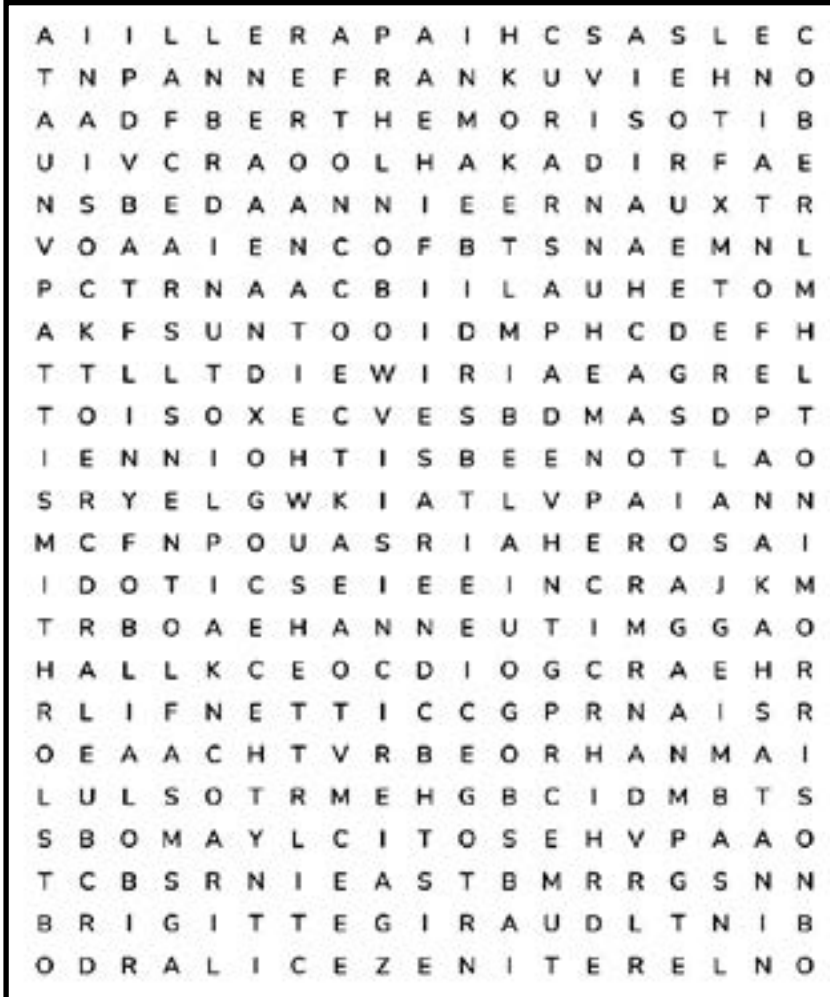 A I I L L E R A P A I H C S A S L E C
T N P A N N E F R A N K U V I E H N O
A A D F B E R T H E M O R I S O T I B
U I V C R A O O L H A K A D I R F A E
N S B E D A A N N I E E R N A U X T R
V O A A I E N C O F B T S N A E M N L
P C T R N A A C B I I L A U H E T O M
A K F S U N T O O I D M P H C D E F H
T T L L T D I E W I R I A E A G R E L
T O I S O X E C V E S B D M A S D P T
I E N N I O H T I S B E E N O T L A O
S R Y E L G W K I A T L V P A I A N N
M C F N P O U A S R I A H E R O S A I
I D O T I C S E I E E I N C R A J K M
T R B O A E H A N N E U T I M G G A O
H A L L K C E O C D I O G C R A E H R
R L I F N E T T I C C G P R N A I S R
O E A A C H T V R B E O R H A N M A I
L U L S O T R M E H G B C I D M B T S
S B O M A Y L C I T O S E H V P A A O
T C B S R N I E A S T B M R R G S N N
B R I G I T T E G I R A U D L T N I B
O D R A L I C E Z E N I T E R E L N O